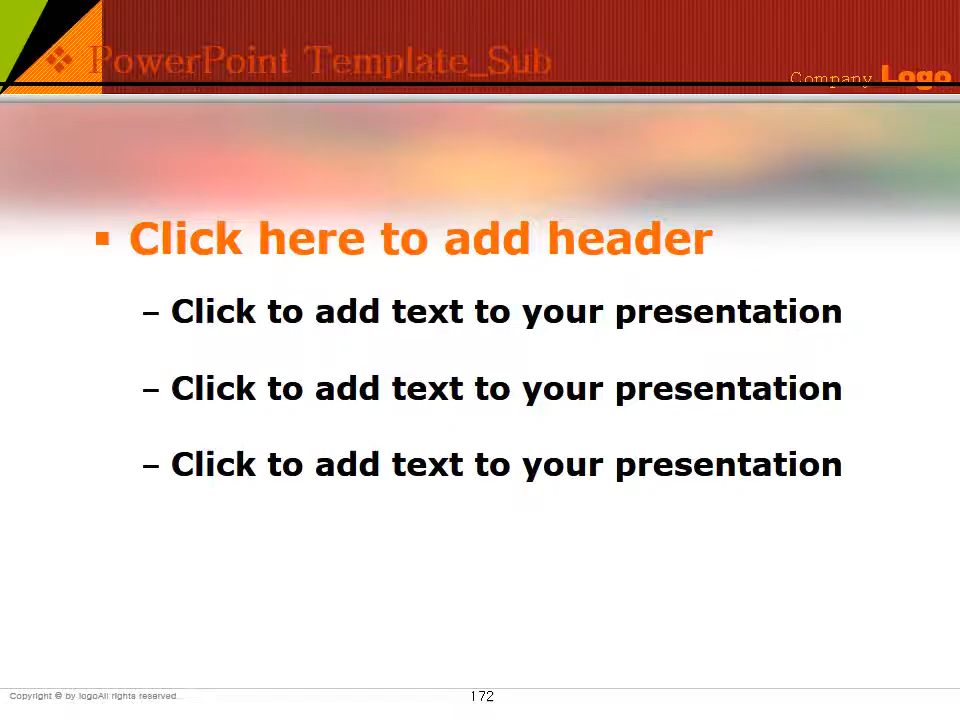 ❖ PowerPoint Template_Sub
Company Logo
▪ Click here to add header
– Click to add text to your presentation
– Click to add text to your presentation
– Click to add text to your presentation
Copyright © by logoAll rights reserved.
172